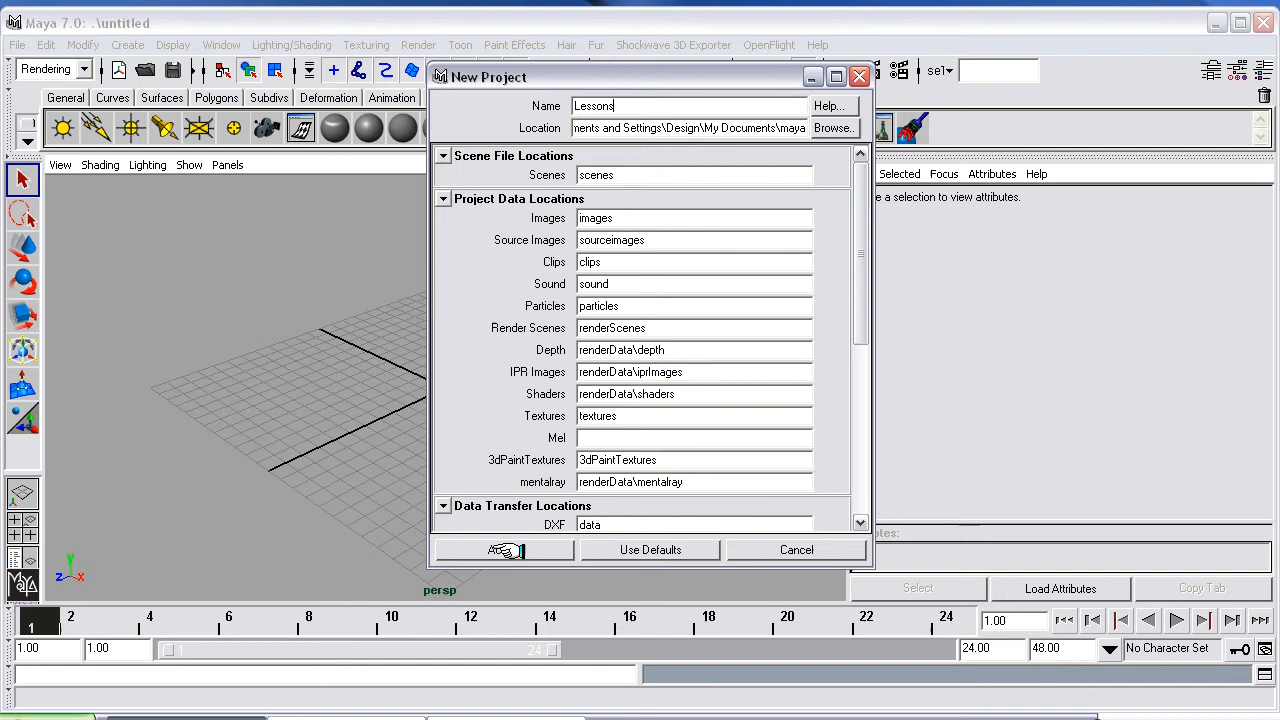 Maya 7.0: .\untitled
File Edit Modify Create Display Window Lighting/Shading Texturing Render Toon Paint Effects Hair Fur Shockwave 3D Exporter OpenFlight Help
Rendering
sel
General Curves Surfaces Polygons Subdivs Deformation Animation
View Shading Lighting Show Panels
Selected Focus Attributes Help
e a selection to view attributes.
New Project
Name Lessons Help...
Location ments and Settings\Design\My Documents\maya Browse..
Scene File Locations
Scenes scenes
Project Data Locations
Images images
Source Images sourceimages
Clips clips
Sound sound
Particles particles
Render Scenes renderScenes
Depth renderData\depth
IPR Images renderData\iprImages
Shaders renderData\shaders
Textures textures
Mel
3dPaintTextures 3dPaintTextures
mentalray renderData\mentalray
Data Transfer Locations
DXF data
Use Defaults Cancel
otes:
Select Load Attributes Copy Tab
MAYA
y
z x
persp
1 2 4 6 8 10 12 14 16 18 20 22 24 1.00
1.00 1.00 1 24 24.00 48.00 No Character Set